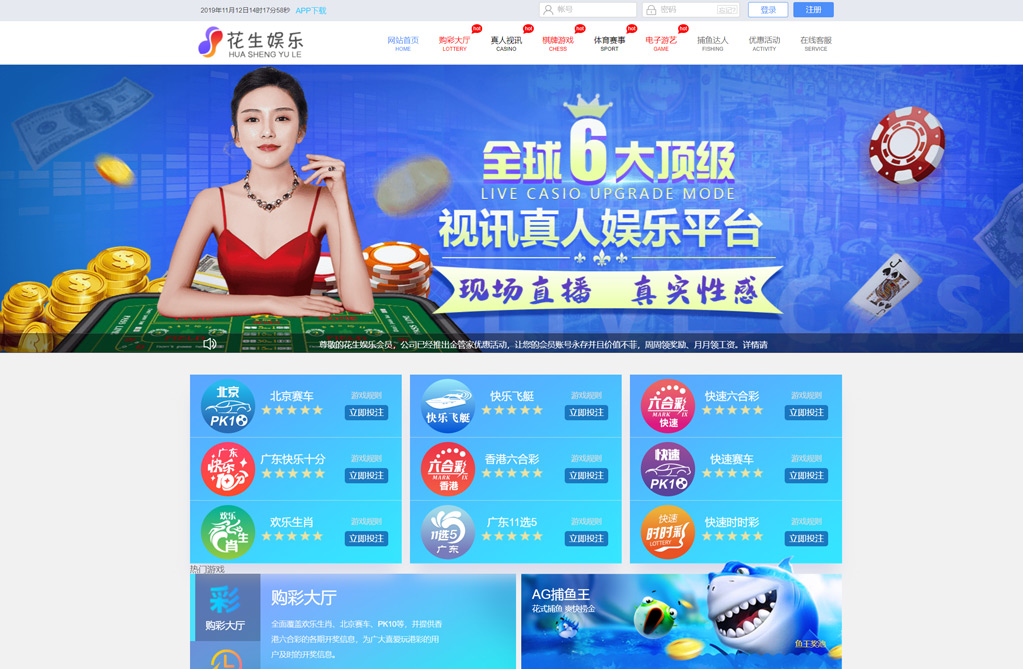 2019年11月12日14时17分58秒 APP下载
帐号
密码
忘记?
登录
注册
花生娱乐
HUA SHENG YU LE
网站首页 购彩大厅 真人视讯 棋牌游戏 体育赛事 电子游艺 捕鱼达人 优惠活动 在线客服
HOME LOTTERY CASINO CHESS SPORT GAME FISHING ACTIVITY SERVICE
hot hot hot hot hot
全球6大顶级
LIVE CASIO UPGRADE MODE
视讯真人娱乐平台
现场直播 真实性感
J
尊敬的花生娱乐会员，公司已经推出企管家优惠活动，让您的会员账号永存并且价值不菲，周周领奖励、月月领工资。详情请
北京
PK10
北京赛车
游戏规则
立即投注
快乐飞艇
快乐飞艇
游戏规则
立即投注
六合彩
MARK IX
快速
快速六合彩
游戏规则
立即投注
广东
快乐
10分
广东快乐十分
游戏规则
立即投注
六合彩
MARK IX
香港
香港六合彩
游戏规则
立即投注
快速
PK10
快速赛车
游戏规则
立即投注
欢乐
生肖
欢乐生肖
游戏规则
立即投注
11选5
广东
广东11选5
游戏规则
立即投注
快速
时时彩
LOTTERY
快速时时彩
游戏规则
立即投注
热门游戏
彩
购彩大厅
购彩大厅
全面覆盖欢乐生肖、北京赛车、PK10等，并提供香
港六合彩的各期开奖信息，为广大喜爱玩港彩的用
户及时的开奖信息。
AG捕鱼王
花式捕鱼 爽快捞金
鱼王奖池